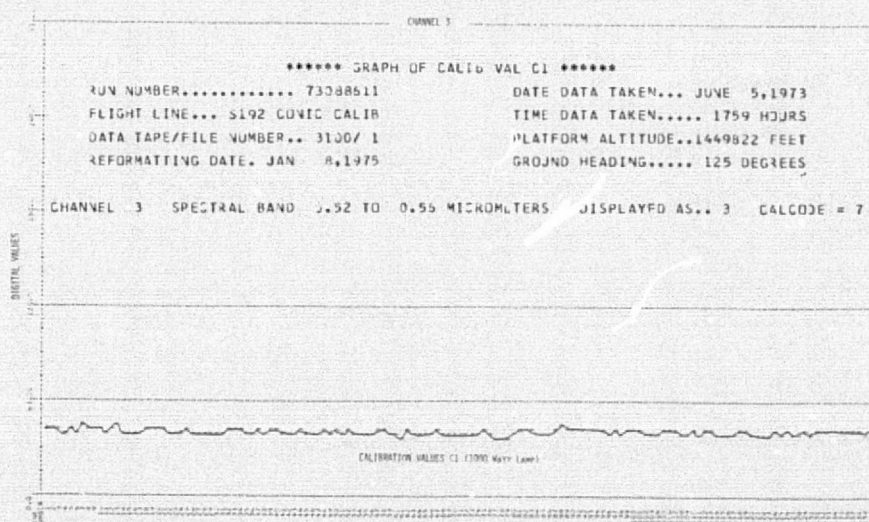 CHANNEL 3
****** GRAPH OF CALIB VAL C1 ******
RUN NUMBER............ 73088611 DATE DATA TAKEN... JUNE 5,1973
FLIGHT LINE... S192 CONIC CALIB TIME DATA TAKEN..... 1759 HOURS
DATA TAPE/FILE NUMBER.. 3100/ 1 PLATFORM ALTITUDE..1449822 FEET
REFORMATTING DATE. JAN 8,1975 GROUND HEADING..... 125 DEGREES
CHANNEL 3 SPECTRAL BAND 0.52 TO 0.56 MICROMETERS DISPLAYED AS.. 3 CALCODE = 7
DIGITAL VALUES
CALIBRATION VALUES C1 (1000 WATT LAMP)